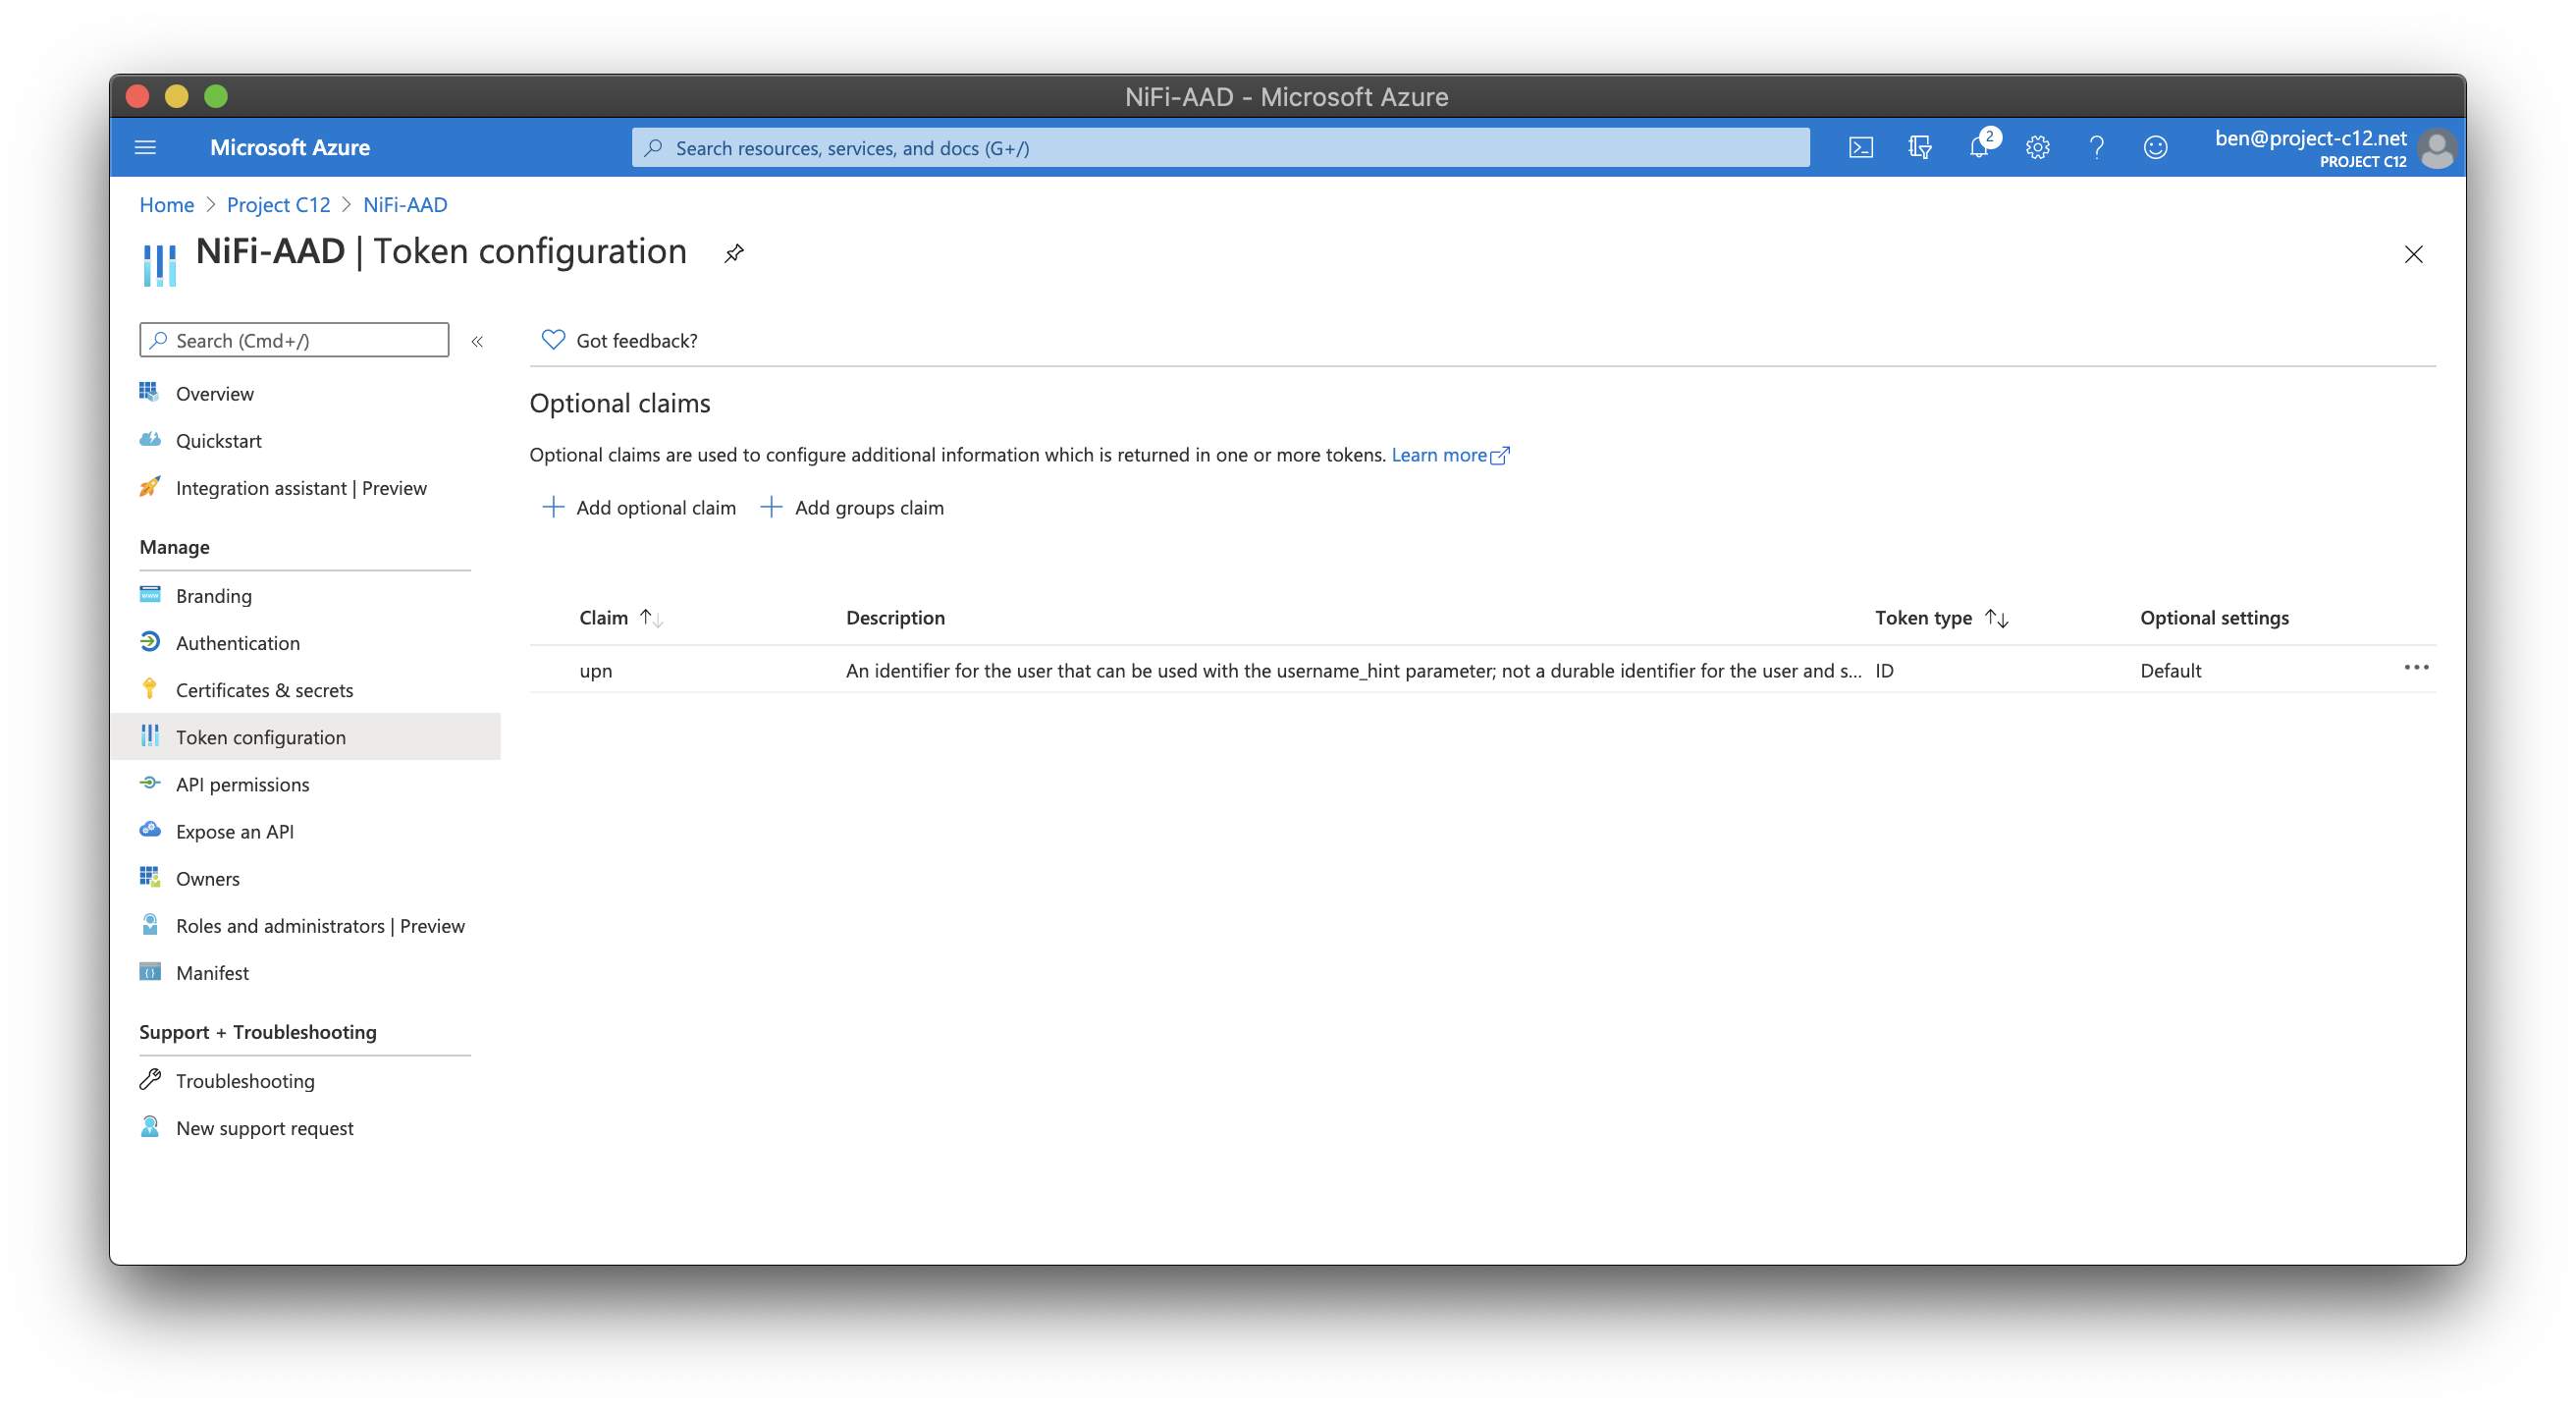 NiFi-AAD - Microsoft Azure
Microsoft Azure
Search resources, services, and docs (G+/)
2
ben@project-c12.net
PROJECT C12
Home > Project C12 > NiFi-AAD
NiFi-AAD | Token configuration
Search (Cmd+/)
«
Overview
Quickstart
Integration assistant | Preview
Manage
Branding
Authentication
Certificates & secrets
Token configuration
API permissions
Expose an API
Owners
Roles and administrators | Preview
Manifest
Support + Troubleshooting
Troubleshooting
New support request
Got feedback?
Optional claims
Optional claims are used to configure additional information which is returned in one or more tokens. Learn more
Add optional claim Add groups claim
Claim Description Token type Optional settings
upn An identifier for the user that can be used with the username_hint parameter; not a durable identifier for the user and s... ID Default